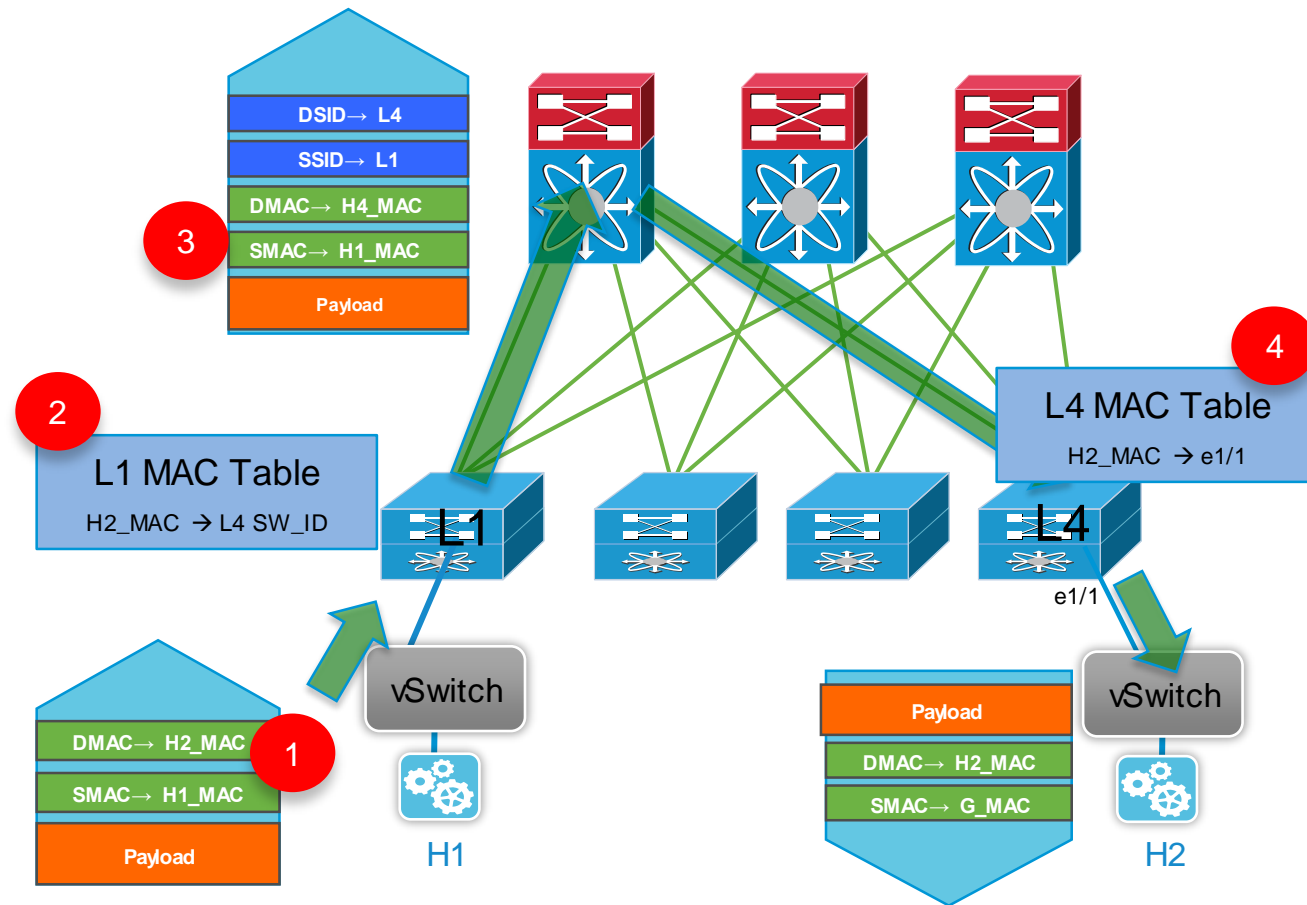 DSID→ L4
SSID→ L1
DMAC→ H4_MAC
SMAC→ H1_MAC
Payload
3
4
L4 MAC Table
H2_MAC → e1/1
2
L1 MAC Table
H2_MAC → L4 SW_ID
L1
L4
e1/1
vSwitch
vSwitch
1
DMAC→ H2_MAC
SMAC→ H1_MAC
Payload
H1
Payload
DMAC→ H2_MAC
SMAC→ G_MAC
H2